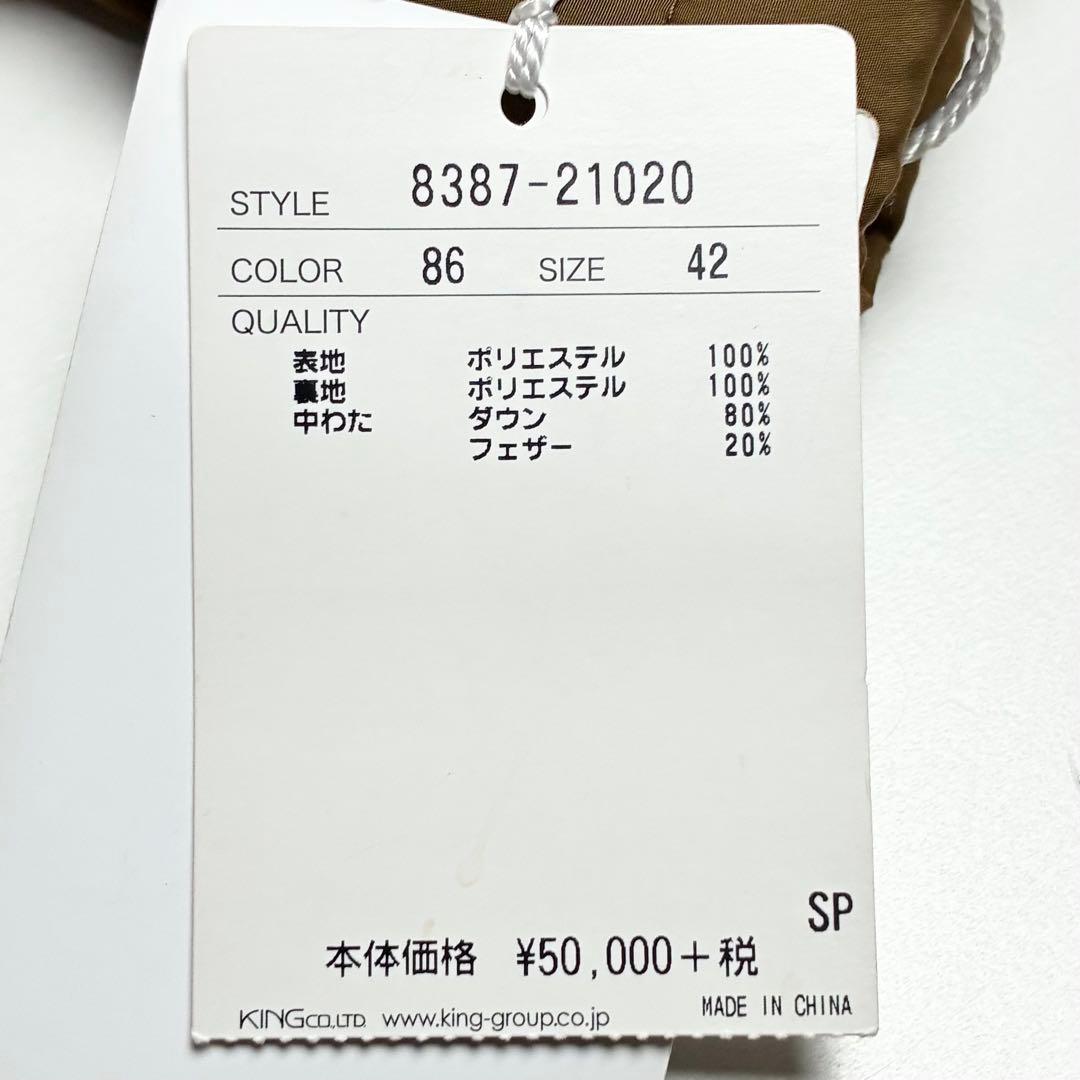 STYLE 8387-21020
COLOR 86 SIZE 42
QUALITY
表地 ポリエステル 100%
裏地 ポリエステル 100%
中わた ダウン 80%
フェザー 20%
SP
本体価格 ¥50,000+税
KING CO.,LTD. www.king-group.co.jp MADE IN CHINA